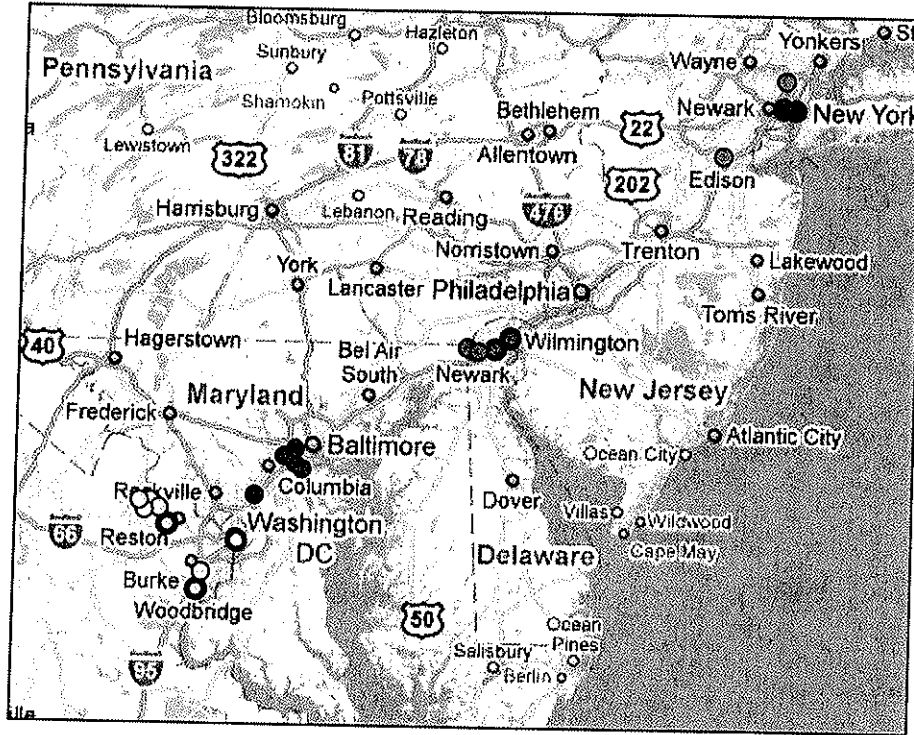 Bloomsburg
Hazleton
St
Sunbury
Yonkers
Wayne
Pennsylvania
Shamokin
Pottsville
Newark
New York
Bethlehem
22
a
Lewistown
Allentown
322
81
78
Edison
202
Harrisburg
Lebanon
Reading
476
Norristown
Trenton
York
Lakewood
Lancaster
Philadelphia
Toms River
40
Hagerstown
Bel Air
South
Wilmington
Newark
New Jersey
Maryland
Frederick
Baltimore
Atlantic City
Ocean City
Columbia
Rockville
Dover
Villas
Wildwood
Washington
DC
66
Reston
Cape May
Delaware
Burke
Woodbridge
50
Ocean
Pines
Salisbury
95
Berlin
ille